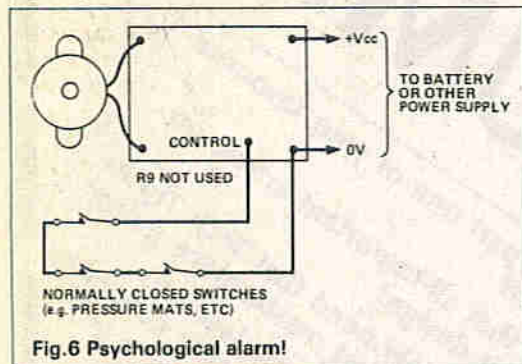 +Vcc
TO BATTERY
OR OTHER
POWER SUPPLY
CONTROL
0V
R9 NOT USED
NORMALLY CLOSED SWITCHES
(e.g. PRESSURE MATS, ETC)
Fig.6 Psychological alarm!